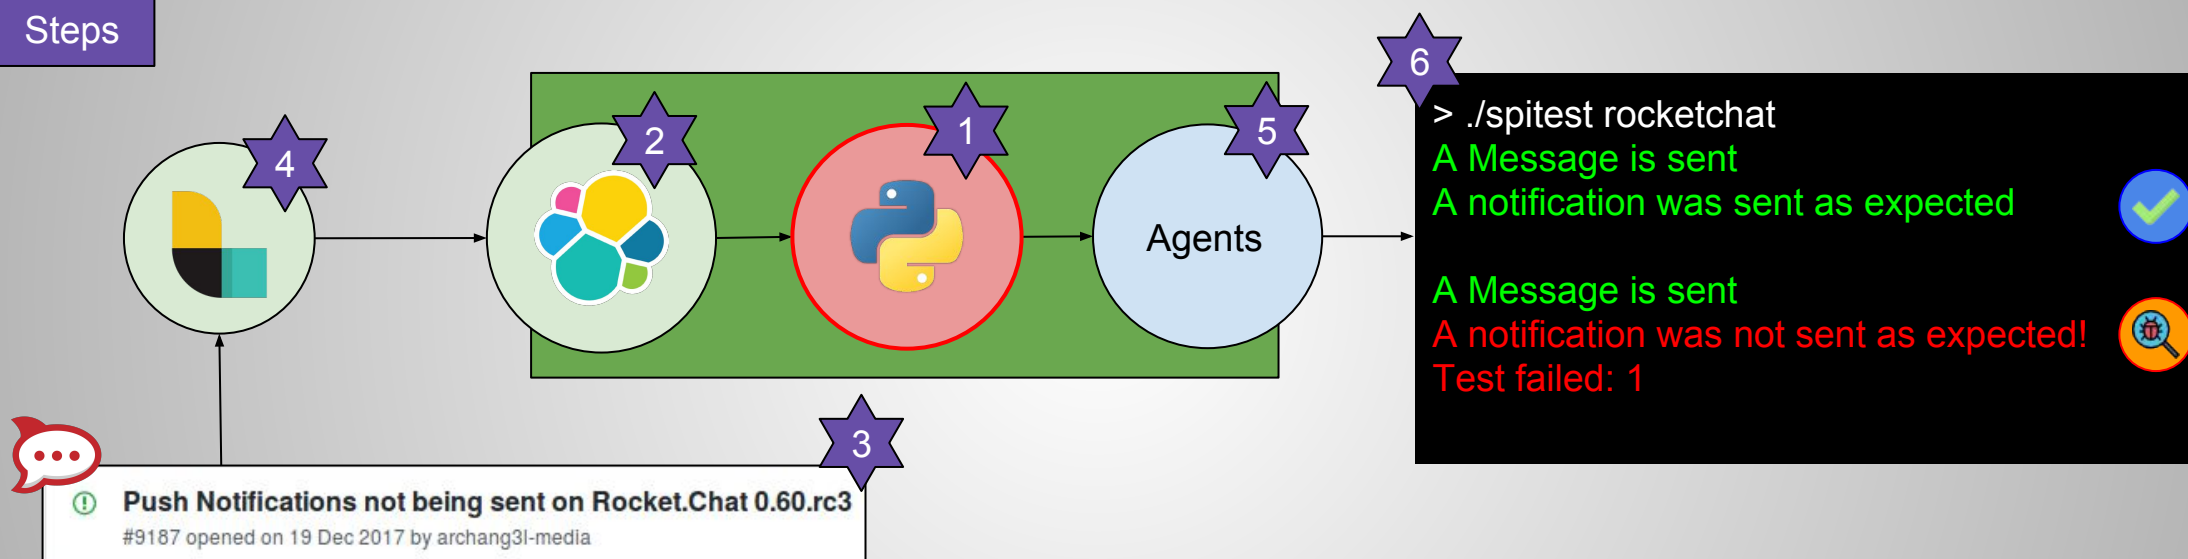 Steps
4
2
1
5
6
Agents
> ./spitest rocketchat
A Message is sent
A notification was sent as expected
A Message is sent
A notification was not sent as expected!
Test failed: 1
3
Push Notifications not being sent on Rocket.Chat 0.60.rc3
#9187 opened on 19 Dec 2017 by archang3l-media